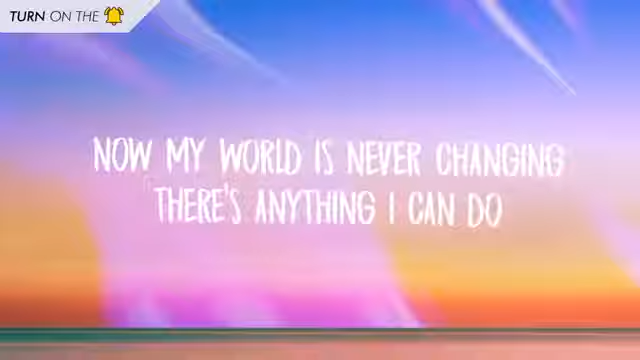 TURN ON THE
NOW MY WORLD IS NEVER CHANGING
THERE'S ANYTHING I CAN DO